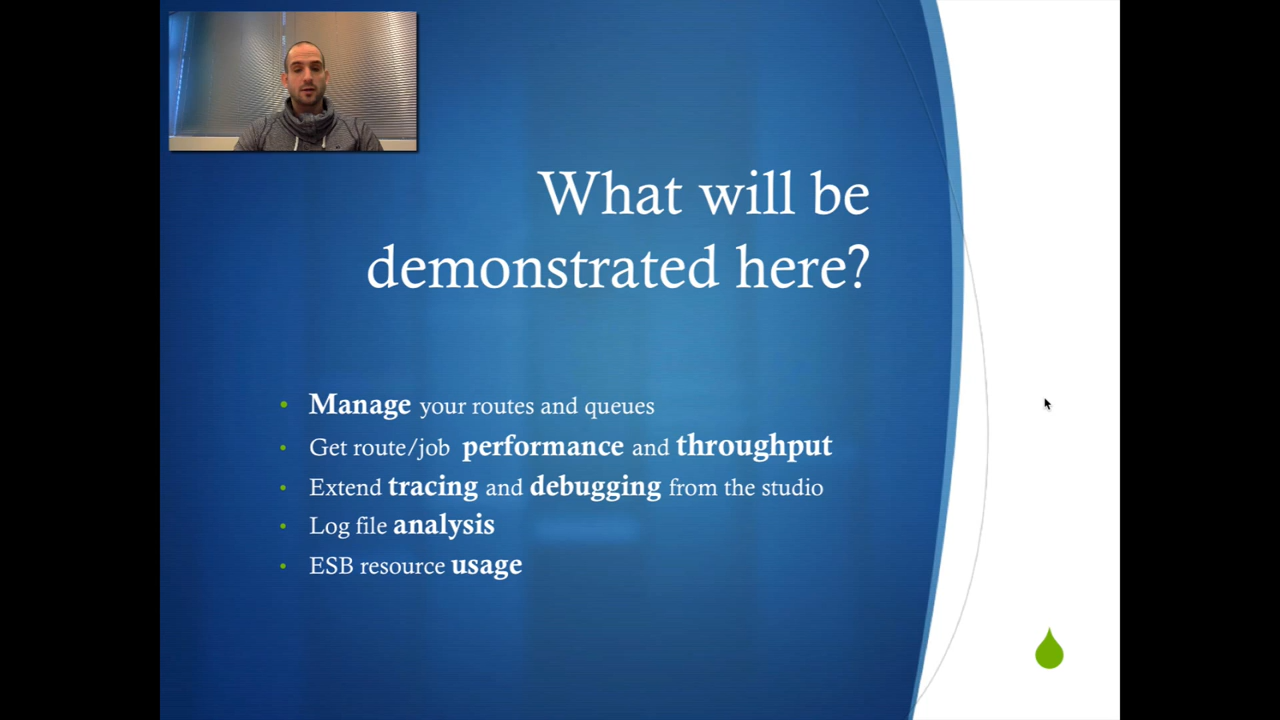 What will be
demonstrated here?
• Manage your routes and queues
• Get route/job performance and throughput
• Extend tracing and debugging from the studio
• Log file analysis
• ESB resource usage